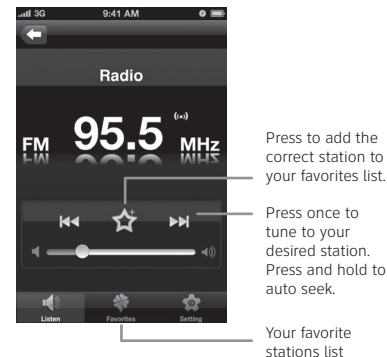 3G 9:41 AM
Radio
FM 95.5 MHz
Press to add the
correct station to
your favorites list.
Press once to
tune to your
desired station.
Press and hold to
auto seek.
Listen Favorites Setting
Your favorite
stations list